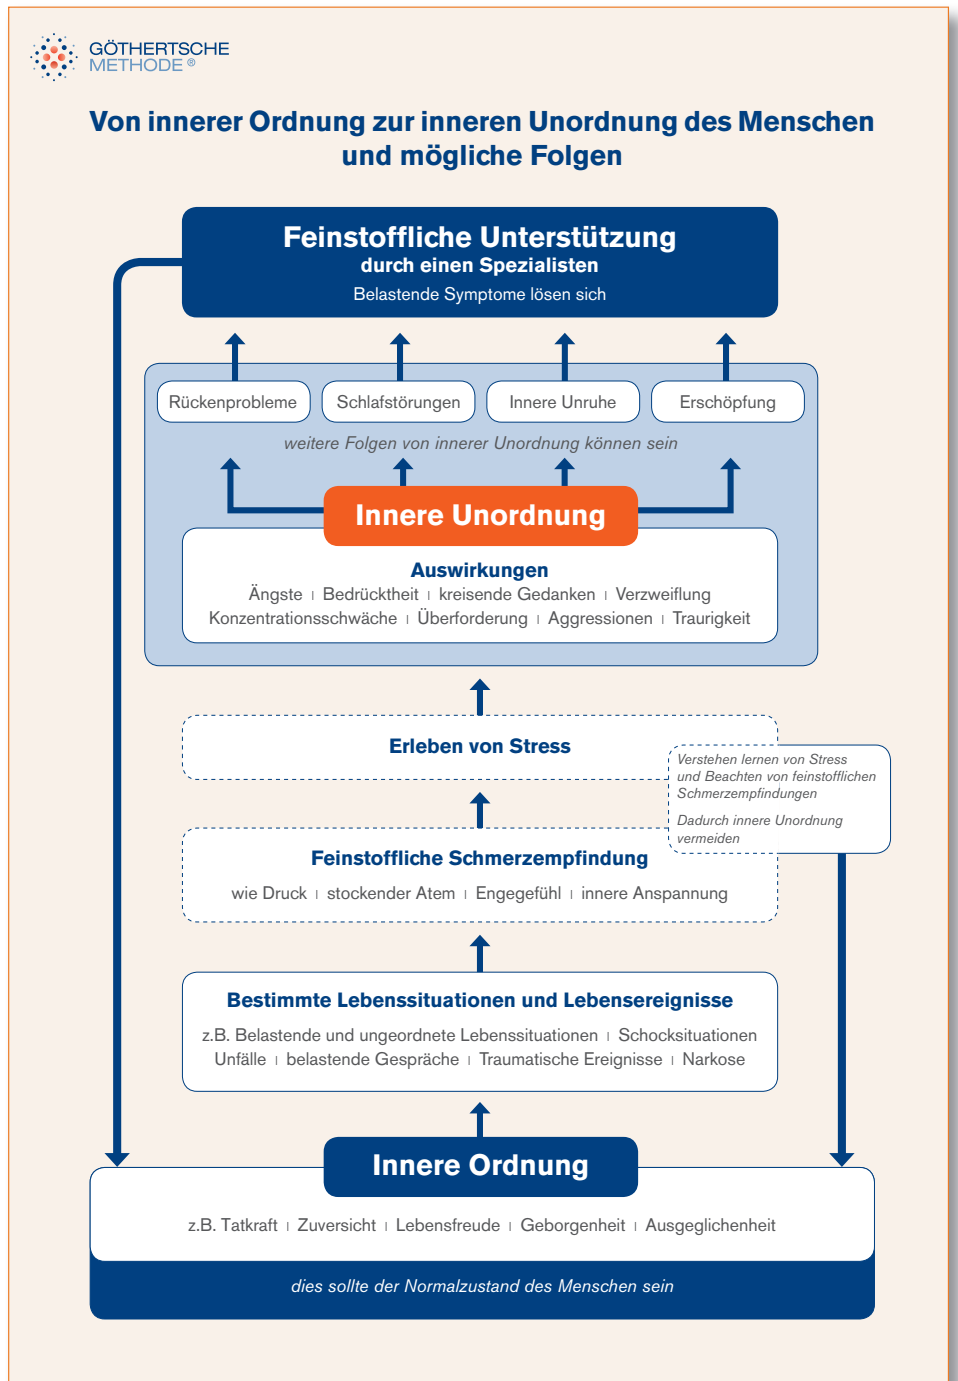 GÖTHERTSCHE
METHODE ®
Von innerer Ordnung zur inneren Unordnung des Menschen
und mögliche Folgen
Feinstoffliche Unterstützung
durch einen Spezialisten
Belastende Symptome lösen sich
Rückenprobleme
Schlafstörungen
Innere Unruhe
Erschöpfung
weitere Folgen von innerer Unordnung können sein
Innere Unordnung
Auswirkungen
Ängste | Bedrücktheit | kreisende Gedanken | Verzweiflung
Konzentrationsschwäche | Überforderung | Aggressionen | Traurigkeit
Erleben von Stress
Verstehen lernen von Stress
und Beachten von feinstofflichen
Schmerzempfindungen
Dadurch innere Unordnung
vermeiden
Feinstoffliche Schmerzempfindung
wie Druck | stockender Atem | Engegefühl | innere Anspannung
Bestimmte Lebenssituationen und Lebensereignisse
z.B. Belastende und ungeordnete Lebenssituationen | Schocksituationen
Unfälle | belastende Gespräche | Traumatische Ereignisse | Narkose
Innere Ordnung
z.B. Tatkraft | Zuversicht | Lebensfreude | Geborgenheit | Ausgeglichenheit
dies sollte der Normalzustand des Menschen sein